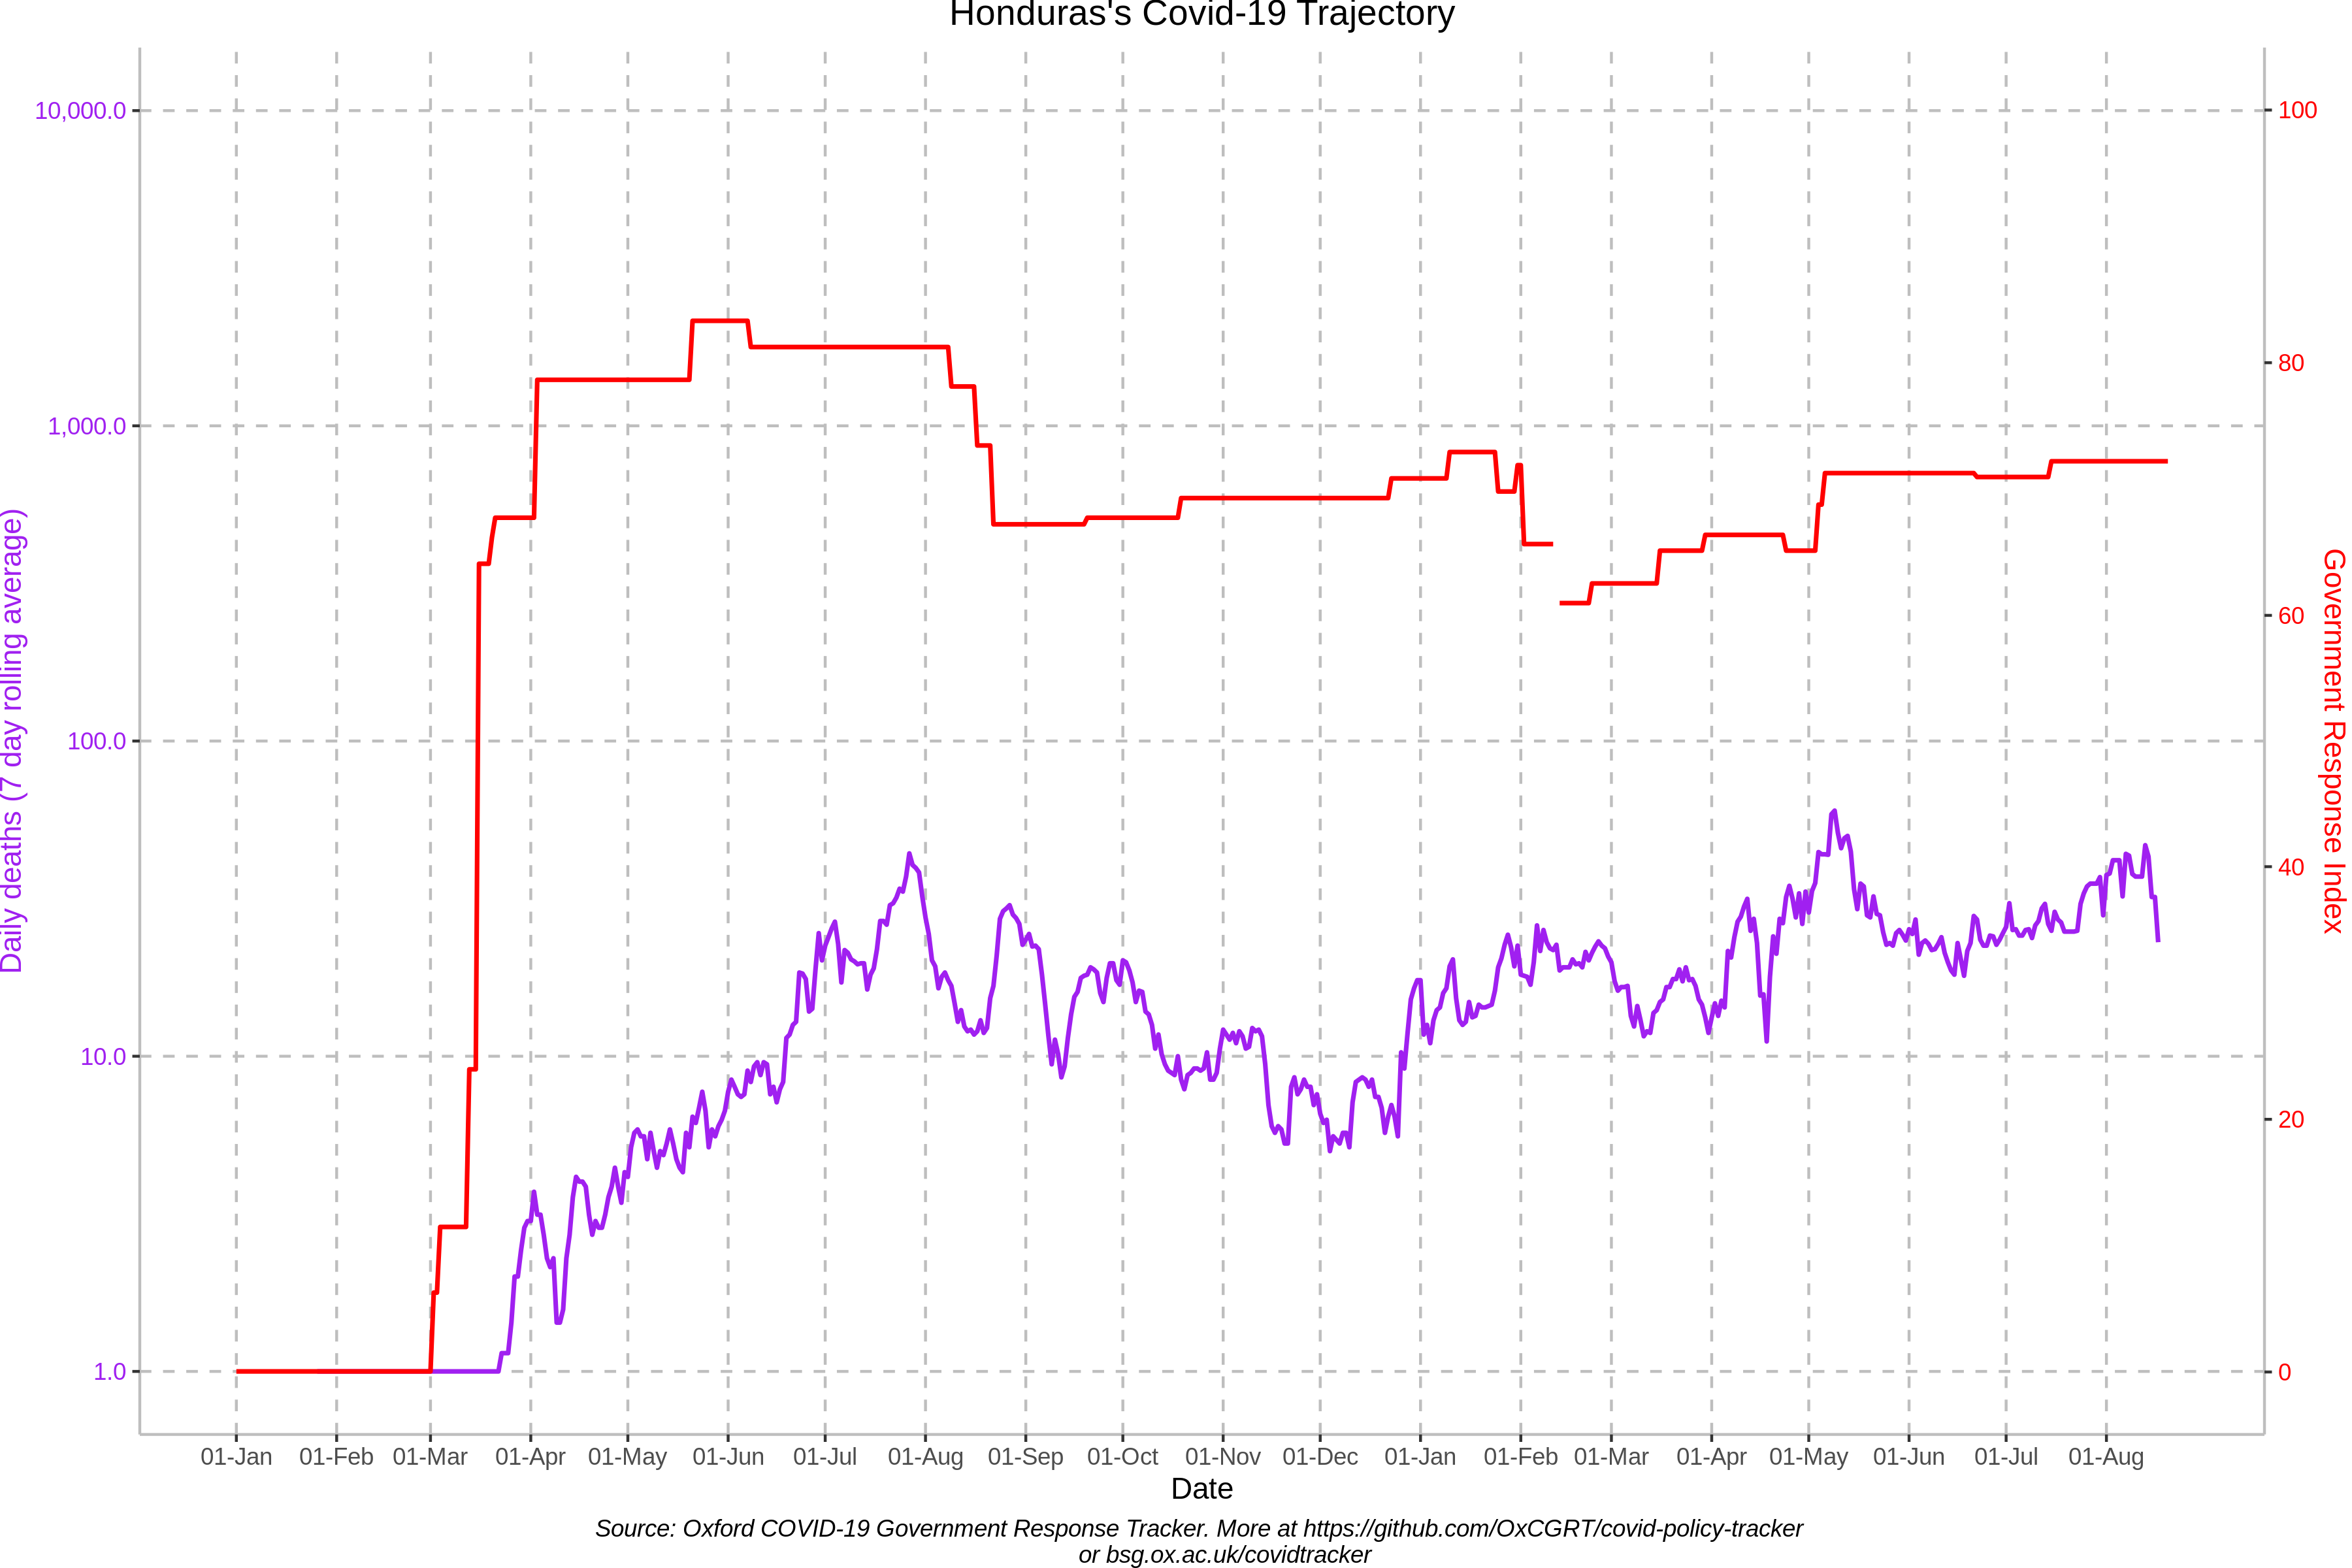 Honduras's Covid-19 Trajectory
Daily deaths (7 day rolling average)
10,000.0
1,000.0
100.0
10.0
1.0
100
80
60
40
20
0
Government Response Index
01-Jan 01-Feb 01-Mar 01-Apr 01-May 01-Jun 01-Jul 01-Aug 01-Sep 01-Oct 01-Nov 01-Dec 01-Jan 01-Feb 01-Mar 01-Apr 01-May 01-Jun 01-Jul 01-Aug
Date
Source: Oxford COVID-19 Government Response Tracker. More at https://github.com/OxCGRT/covid-policy-tracker
or bsg.ox.ac.uk/covidtracker